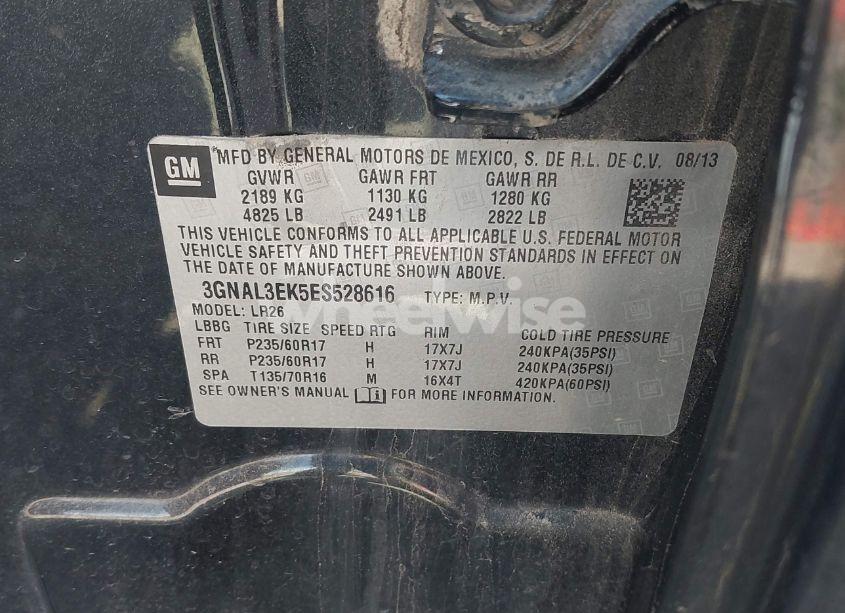 GM MFD BY GENERAL MOTORS DE MEXICO, S. DE R.L. DE C.V. 08/13
GVWR GAWR FRT GAWR RR
2189 KG 1130 KG 1280 KG
4825 LB 2491 LB 2822 LB
THIS VEHICLE CONFORMS TO ALL APPLICABLE U.S. FEDERAL MOTOR
VEHICLE SAFETY AND THEFT PREVENTION STANDARDS IN EFFECT ON
THE DATE OF MANUFACTURE SHOWN ABOVE.
3GNAL3EK5ES528616 TYPE: M.P.V.
MODEL: LR26
LBBG TIRE SIZE SPEED RTG RIM COLD TIRE PRESSURE
FRT P235/60R17 H 17X7J 240KPA(35PSI)
RR P235/60R17 H 17X7J 240KPA(35PSI)
SPA T135/70R16 M 16X4T 420KPA(60PSI)
SEE OWNER'S MANUAL FOR MORE INFORMATION.
wheelwise